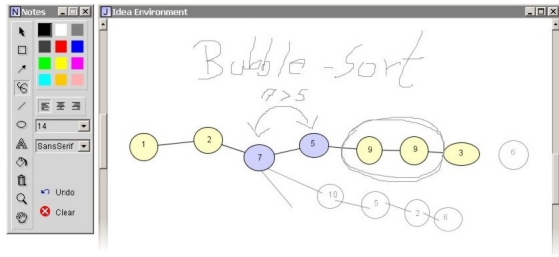 Notes
Idea Environment
14
SansSerif
Undo
Clear
Bubble-Sort
7>5
1
2
7
5
9
9
3
6
10
5
2
6